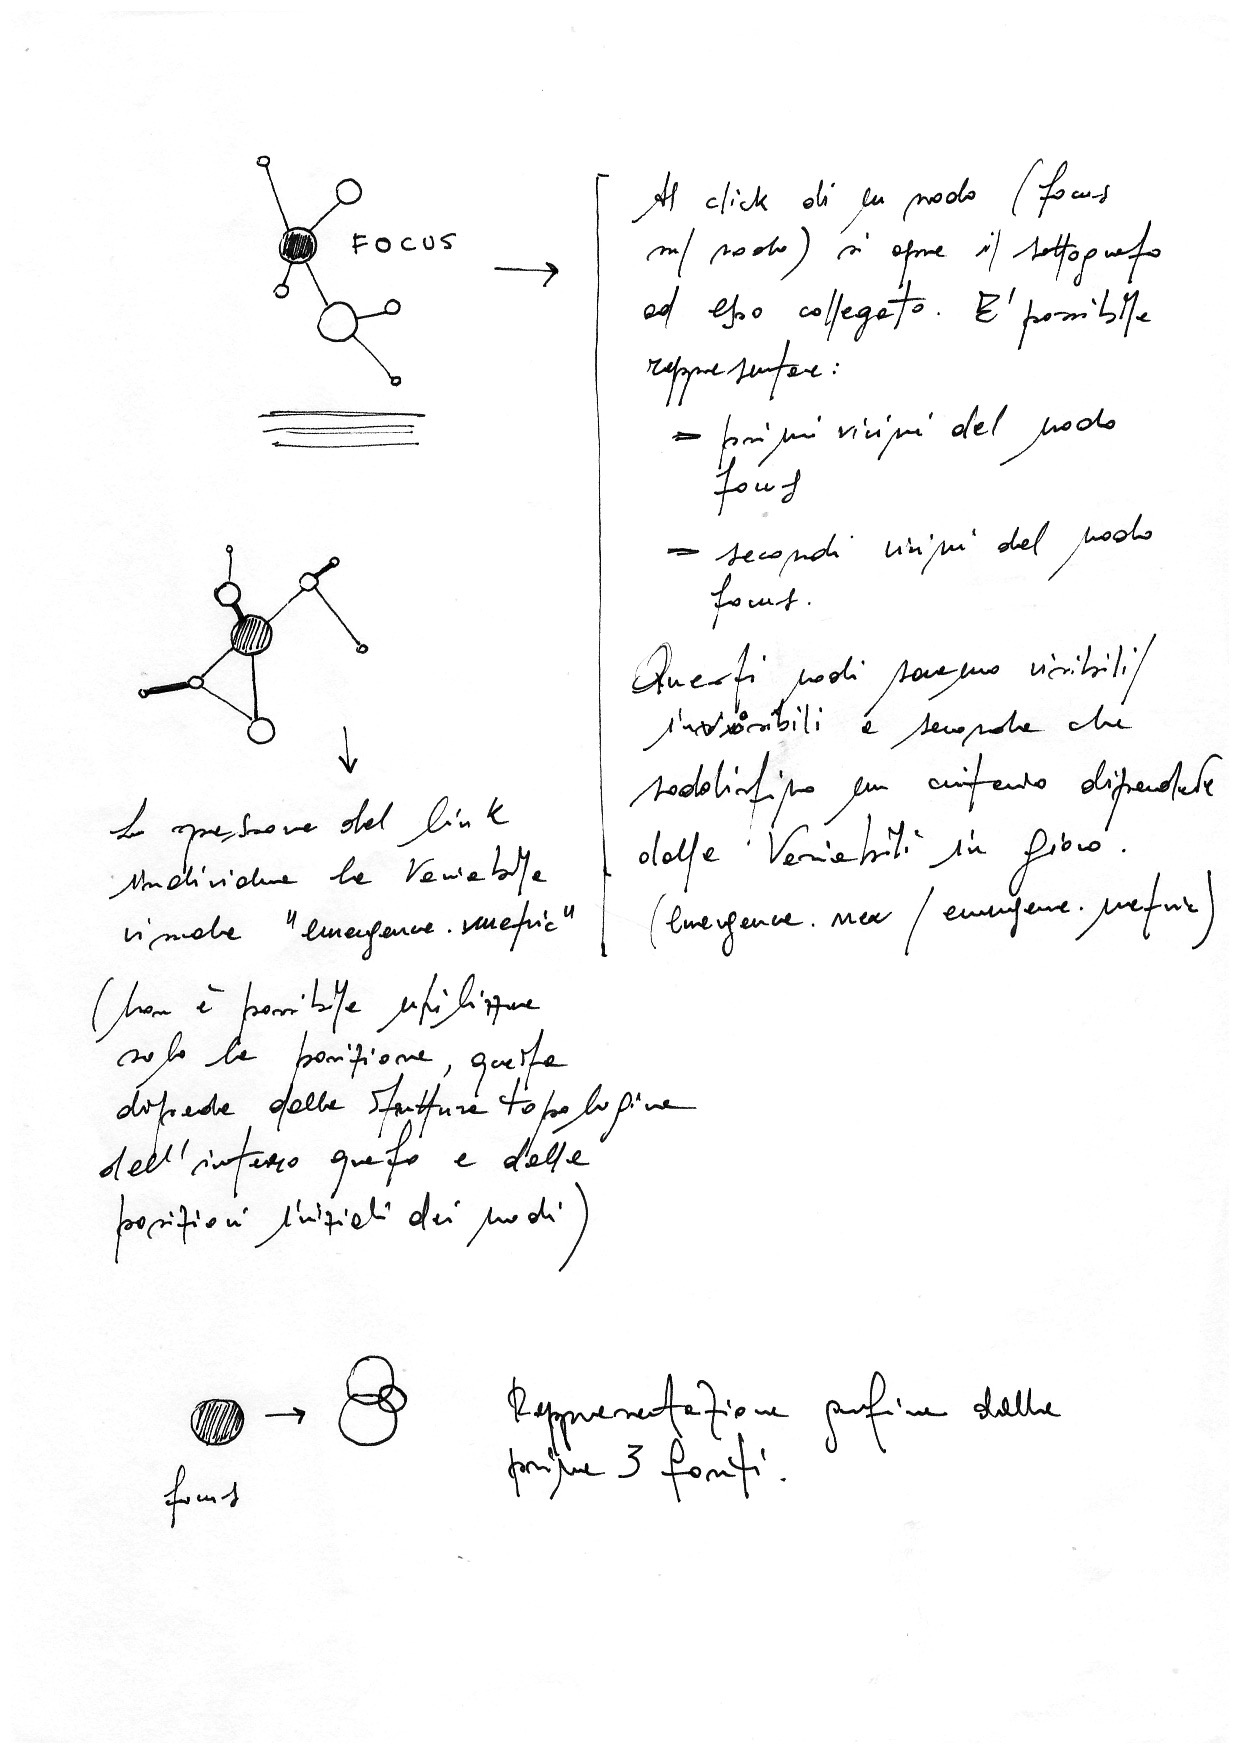 FOCUS
Al click di un nodo (focus
sul nodo) si apre il sottografo
ad esso collegato. E' possibile
rappresentare:
- primi vicini del nodo
focus
- secondi vicini del nodo
focus.
Questi nodi saranno visibili/
invisibili a seconda che
soddisfino un criterio dipendente
dalle variabili in gioco.
(emergence.max / emergence.metric)
Lo spessore del link
individua la variabile
visuale "emergence.metric"
(non è possibile utilizzare
solo la posizione, questa
dipende dalla struttura topologica
dell'intero grafo e dalle
posizioni iniziali dei nodi)
focus
Rappresentazione grafica delle
prime 3 fonti.